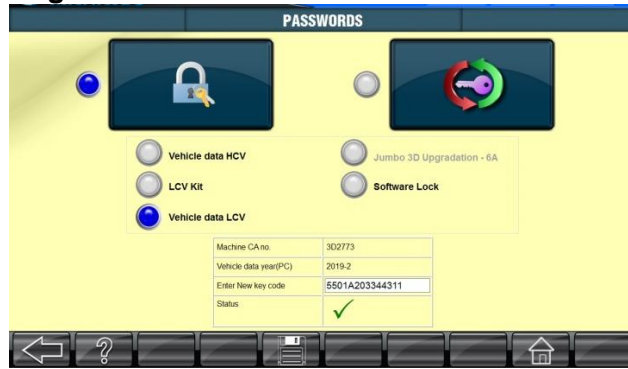 PASSWORDS
Vehicle data HCV
Jumbo 3D Upgradation - 6A
LCV Kit
Software Lock
Vehicle data LCV
Machine CA no. 3D2773
Vehicle data year(PC) 2019-2
Enter New key code 5501A203344311
Status